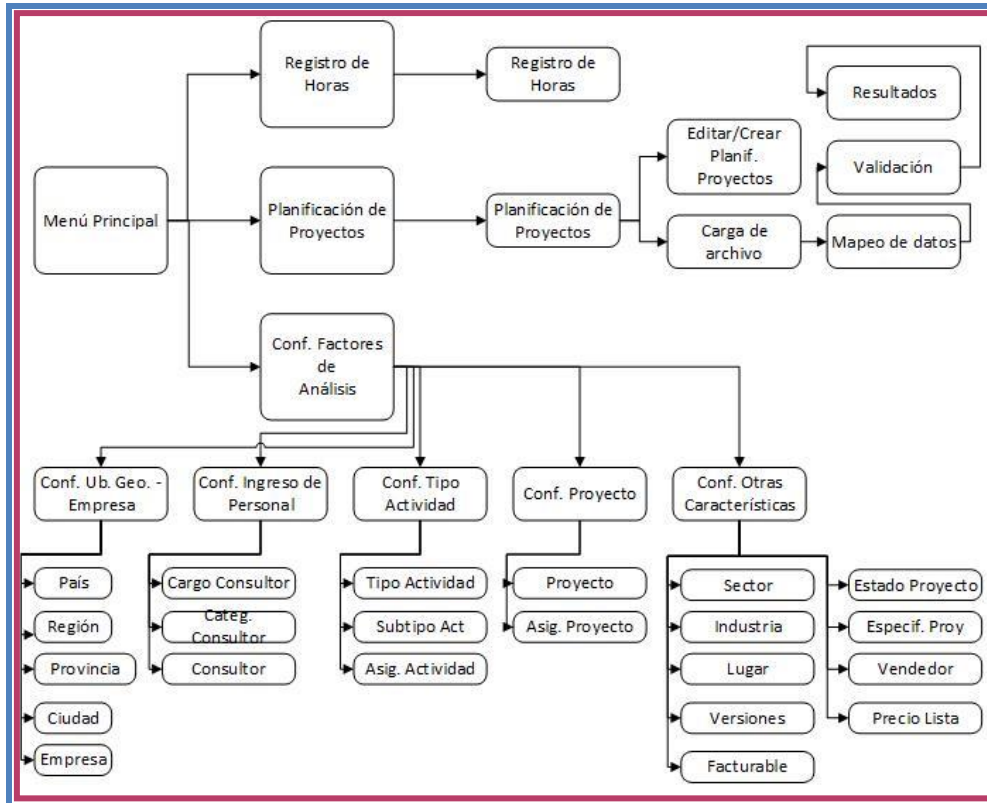 Registro de
Horas
Registro de
Horas
Resultados
Editar/Crear
Planif.
Proyectos
Validación
Menú Principal
Planificación de
Proyectos
Planificación de
Proyectos
Carga de
archivo
Mapeo de datos
Conf. Factores
de
Análisis
Conf. Ub. Geo. -
Empresa
Conf. Ingreso de
Personal
Conf. Tipo
Actividad
Conf. Proyecto
Conf. Otras
Características
País
Región
Provincia
Ciudad
Empresa
Cargo Consultor
Categ.
Consultor
Consultor
Tipo Actividad
Subtipo Act
Asig. Actividad
Proyecto
Asig. Proyecto
Sector
Industria
Lugar
Versiones
Facturable
Estado Proyecto
Especif. Proy
Vendedor
Precio Lista